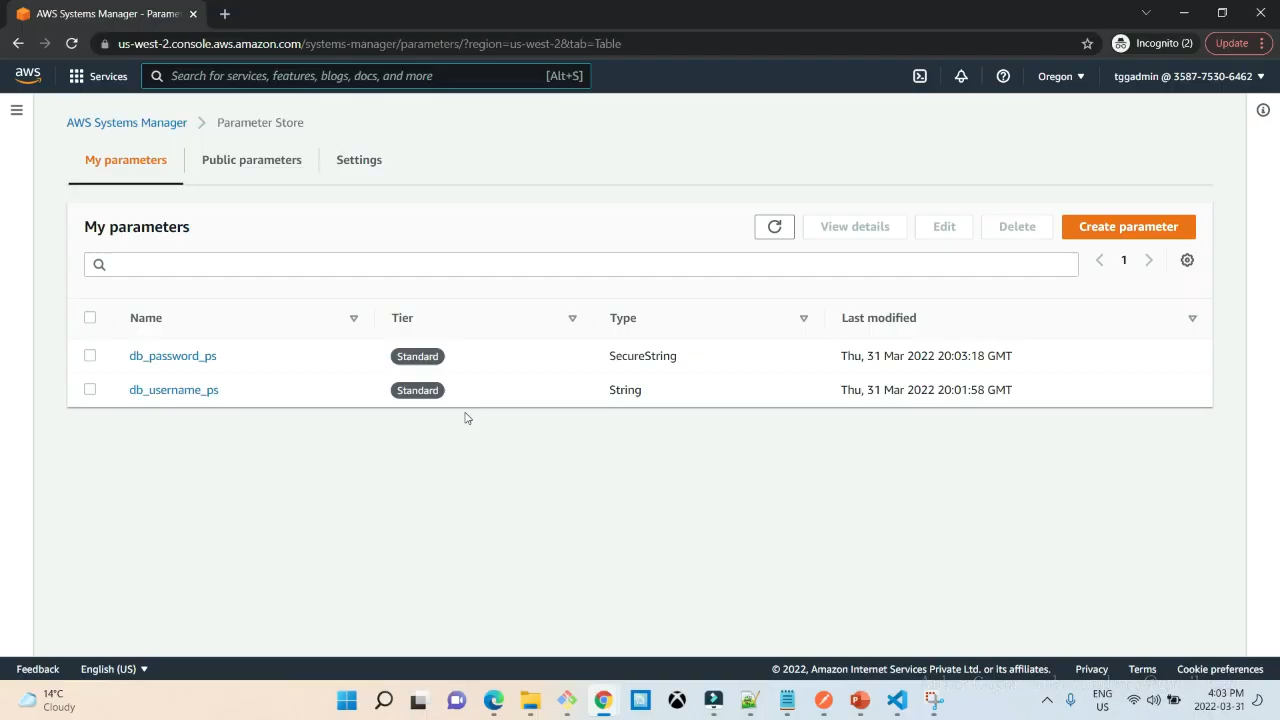 AWS Systems Manager - Parame
us-west-2.console.aws.amazon.com/systems-manager/parameters/?region=us-west-2&tab=Table
Incognito (2)
Update
aws
Services
Search for services, features, blogs, docs, and more
[Alt+S]
Oregon
tggadmin @ 3587-7530-6462
AWS Systems Manager
Parameter Store
My parameters
Public parameters
Settings
My parameters
View details
Edit
Delete
Create parameter
1
Name
Tier
Type
Last modified
db_password_ps
Standard
SecureString
Thu, 31 Mar 2022 20:03:18 GMT
db_username_ps
Standard
String
Thu, 31 Mar 2022 20:01:58 GMT
Feedback
English (US)
© 2022, Amazon Internet Services Private Ltd. or its affiliates.
Privacy
Terms
Cookie preferences
14°C
Cloudy
ENG
US
4:03 PM
2022-03-31